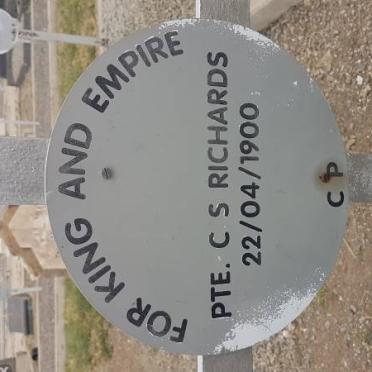 FOR KING AND EMPIRE
PTE. C S RICHARDS
22/04/1900
C P